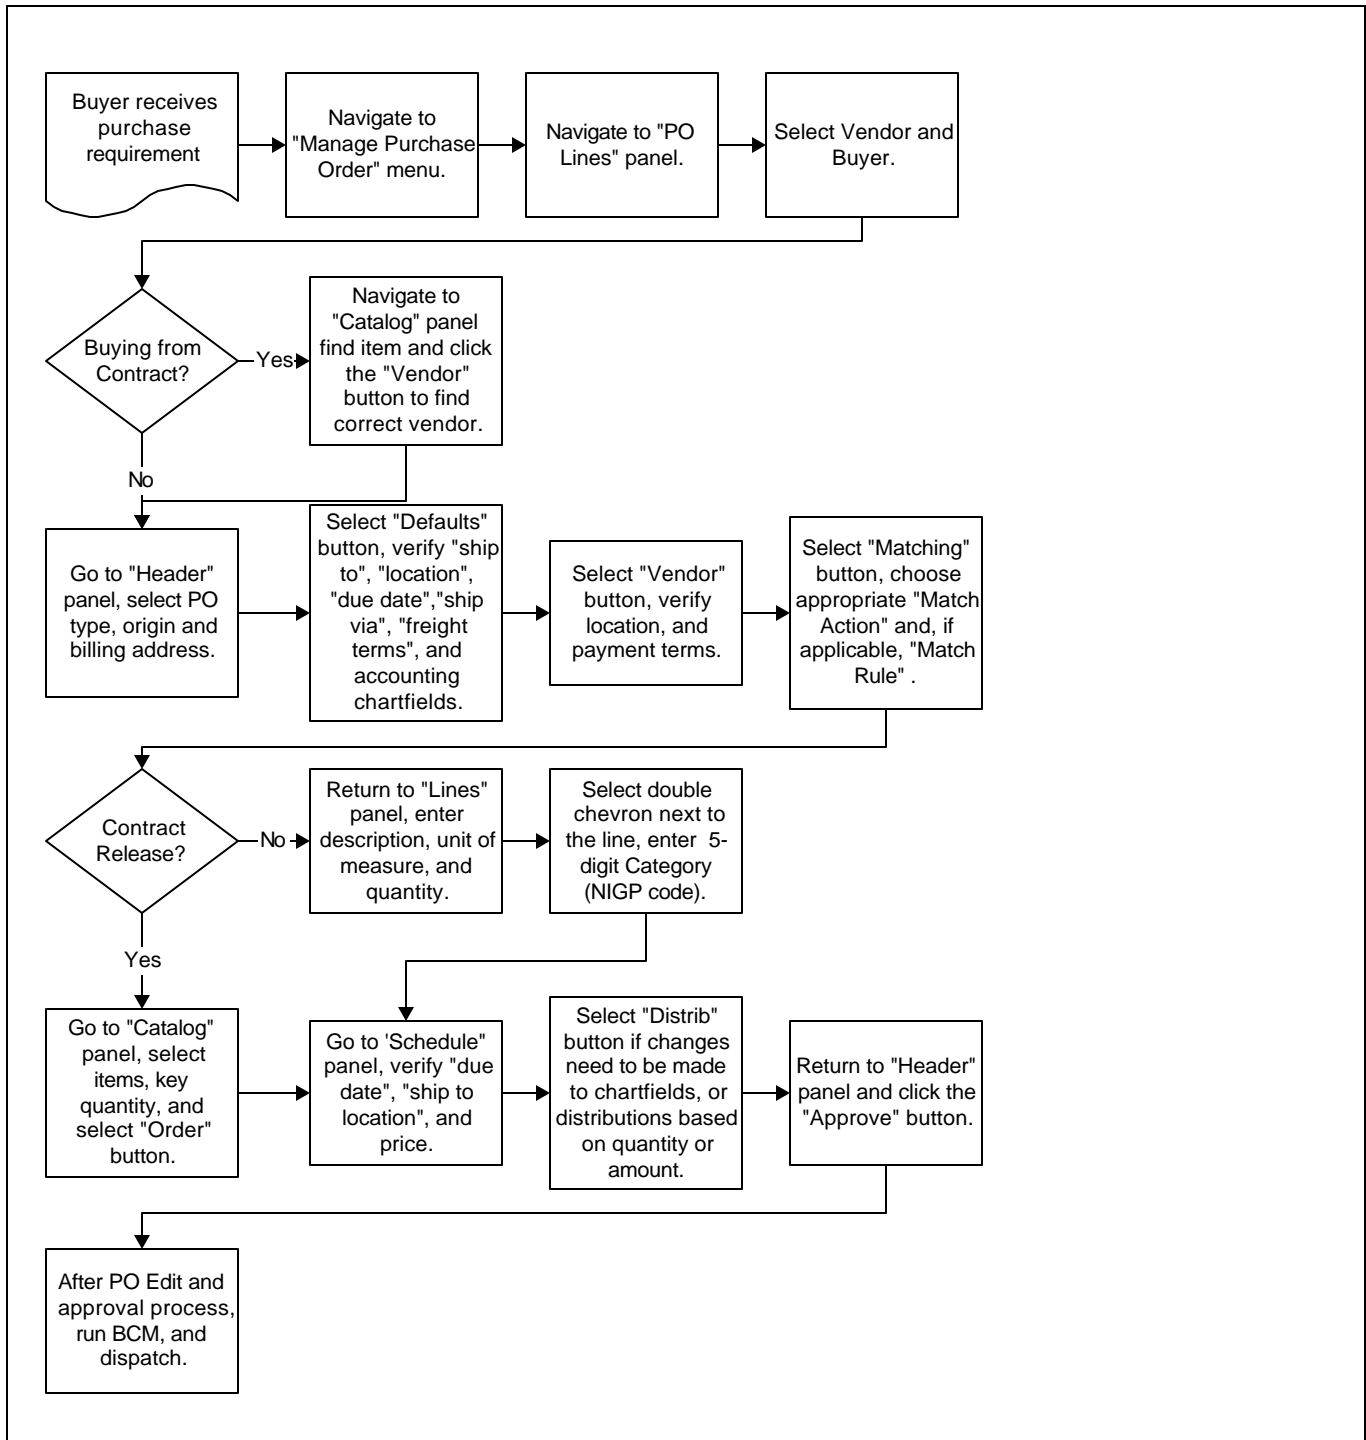 Buyer receives
purchase
requirement
Navigate to
"Manage Purchase
Order" menu.
Navigate to "PO
Lines" panel.
Select Vendor and
Buyer.
Buying from
Contract?
Yes
Navigate to
"Catalog" panel
find item and click
the "Vendor"
button to find
correct vendor.
No
Go to "Header"
panel, select PO
type, origin and
billing address.
Select "Defaults"
button, verify "ship
to", "location",
"due date","ship
via", "freight
terms", and
accounting
chartfields.
Select "Vendor"
button, verify
location, and
payment terms.
Select "Matching"
button, choose
appropriate "Match
Action" and, if
applicable, "Match
Rule" .
Contract
Release?
No
Return to "Lines"
panel, enter
description, unit of
measure, and
quantity.
Select double
chevron next to
the line, enter  5-
digit Category
(NIGP code).
Yes
Go to "Catalog"
panel, select
items, key
quantity, and
select "Order"
button.
Go to 'Schedule"
panel, verify "due
date", "ship to
location", and
price.
Select "Distrib"
button if changes
need to be made
to chartfields, or
distributions based
on quantity or
amount.
Return to "Header"
panel and click the
"Approve" button.
After PO Edit and
approval process,
run BCM, and
dispatch.